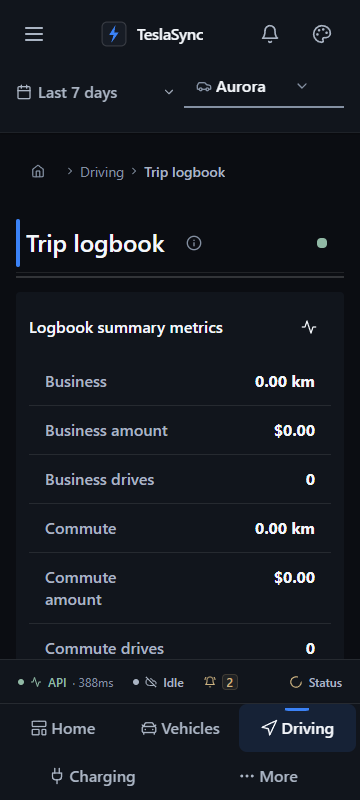 TeslaSync
Last 7 days
Aurora
Driving
Trip logbook
Trip logbook
Logbook summary metrics
Business 0.00 km
Business amount $0.00
Business drives 0
Commute 0.00 km
Commute amount $0.00
Commute drives 0
API · 388ms Idle 2 Status
Home Vehicles Driving
Charging More